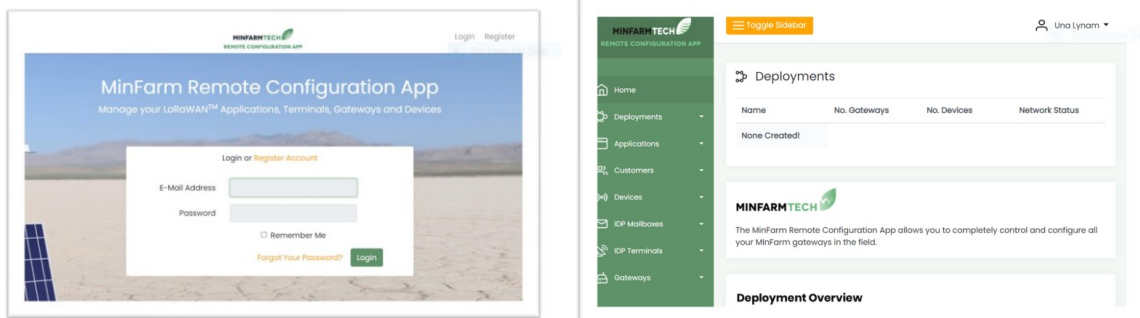 MINFARMTECH
REMOTE CONFIGURATION APP
Login Register
MinFarm Remote Configuration App
Manage your LoRaWAN™ Applications, Terminals, Gateways and Devices
Login or Register Account
E-Mail Address
Password
Remember Me
Forgot Your Password? Login
MINFARMTECH
REMOTE CONFIGURATION APP
Home
Deployments
Applications
Customers
Devices
IDP Mailboxes
IDP Terminals
Gateways
Toggle Sidebar
Una Lynam
Deployments
Name No. Gateways No. Devices Network Status
None Created!
MINFARMTECH
The MinFarm Remote Configuration App allows you to completely control and configure all
your MInFarm gateways in the field.
Deployment Overview